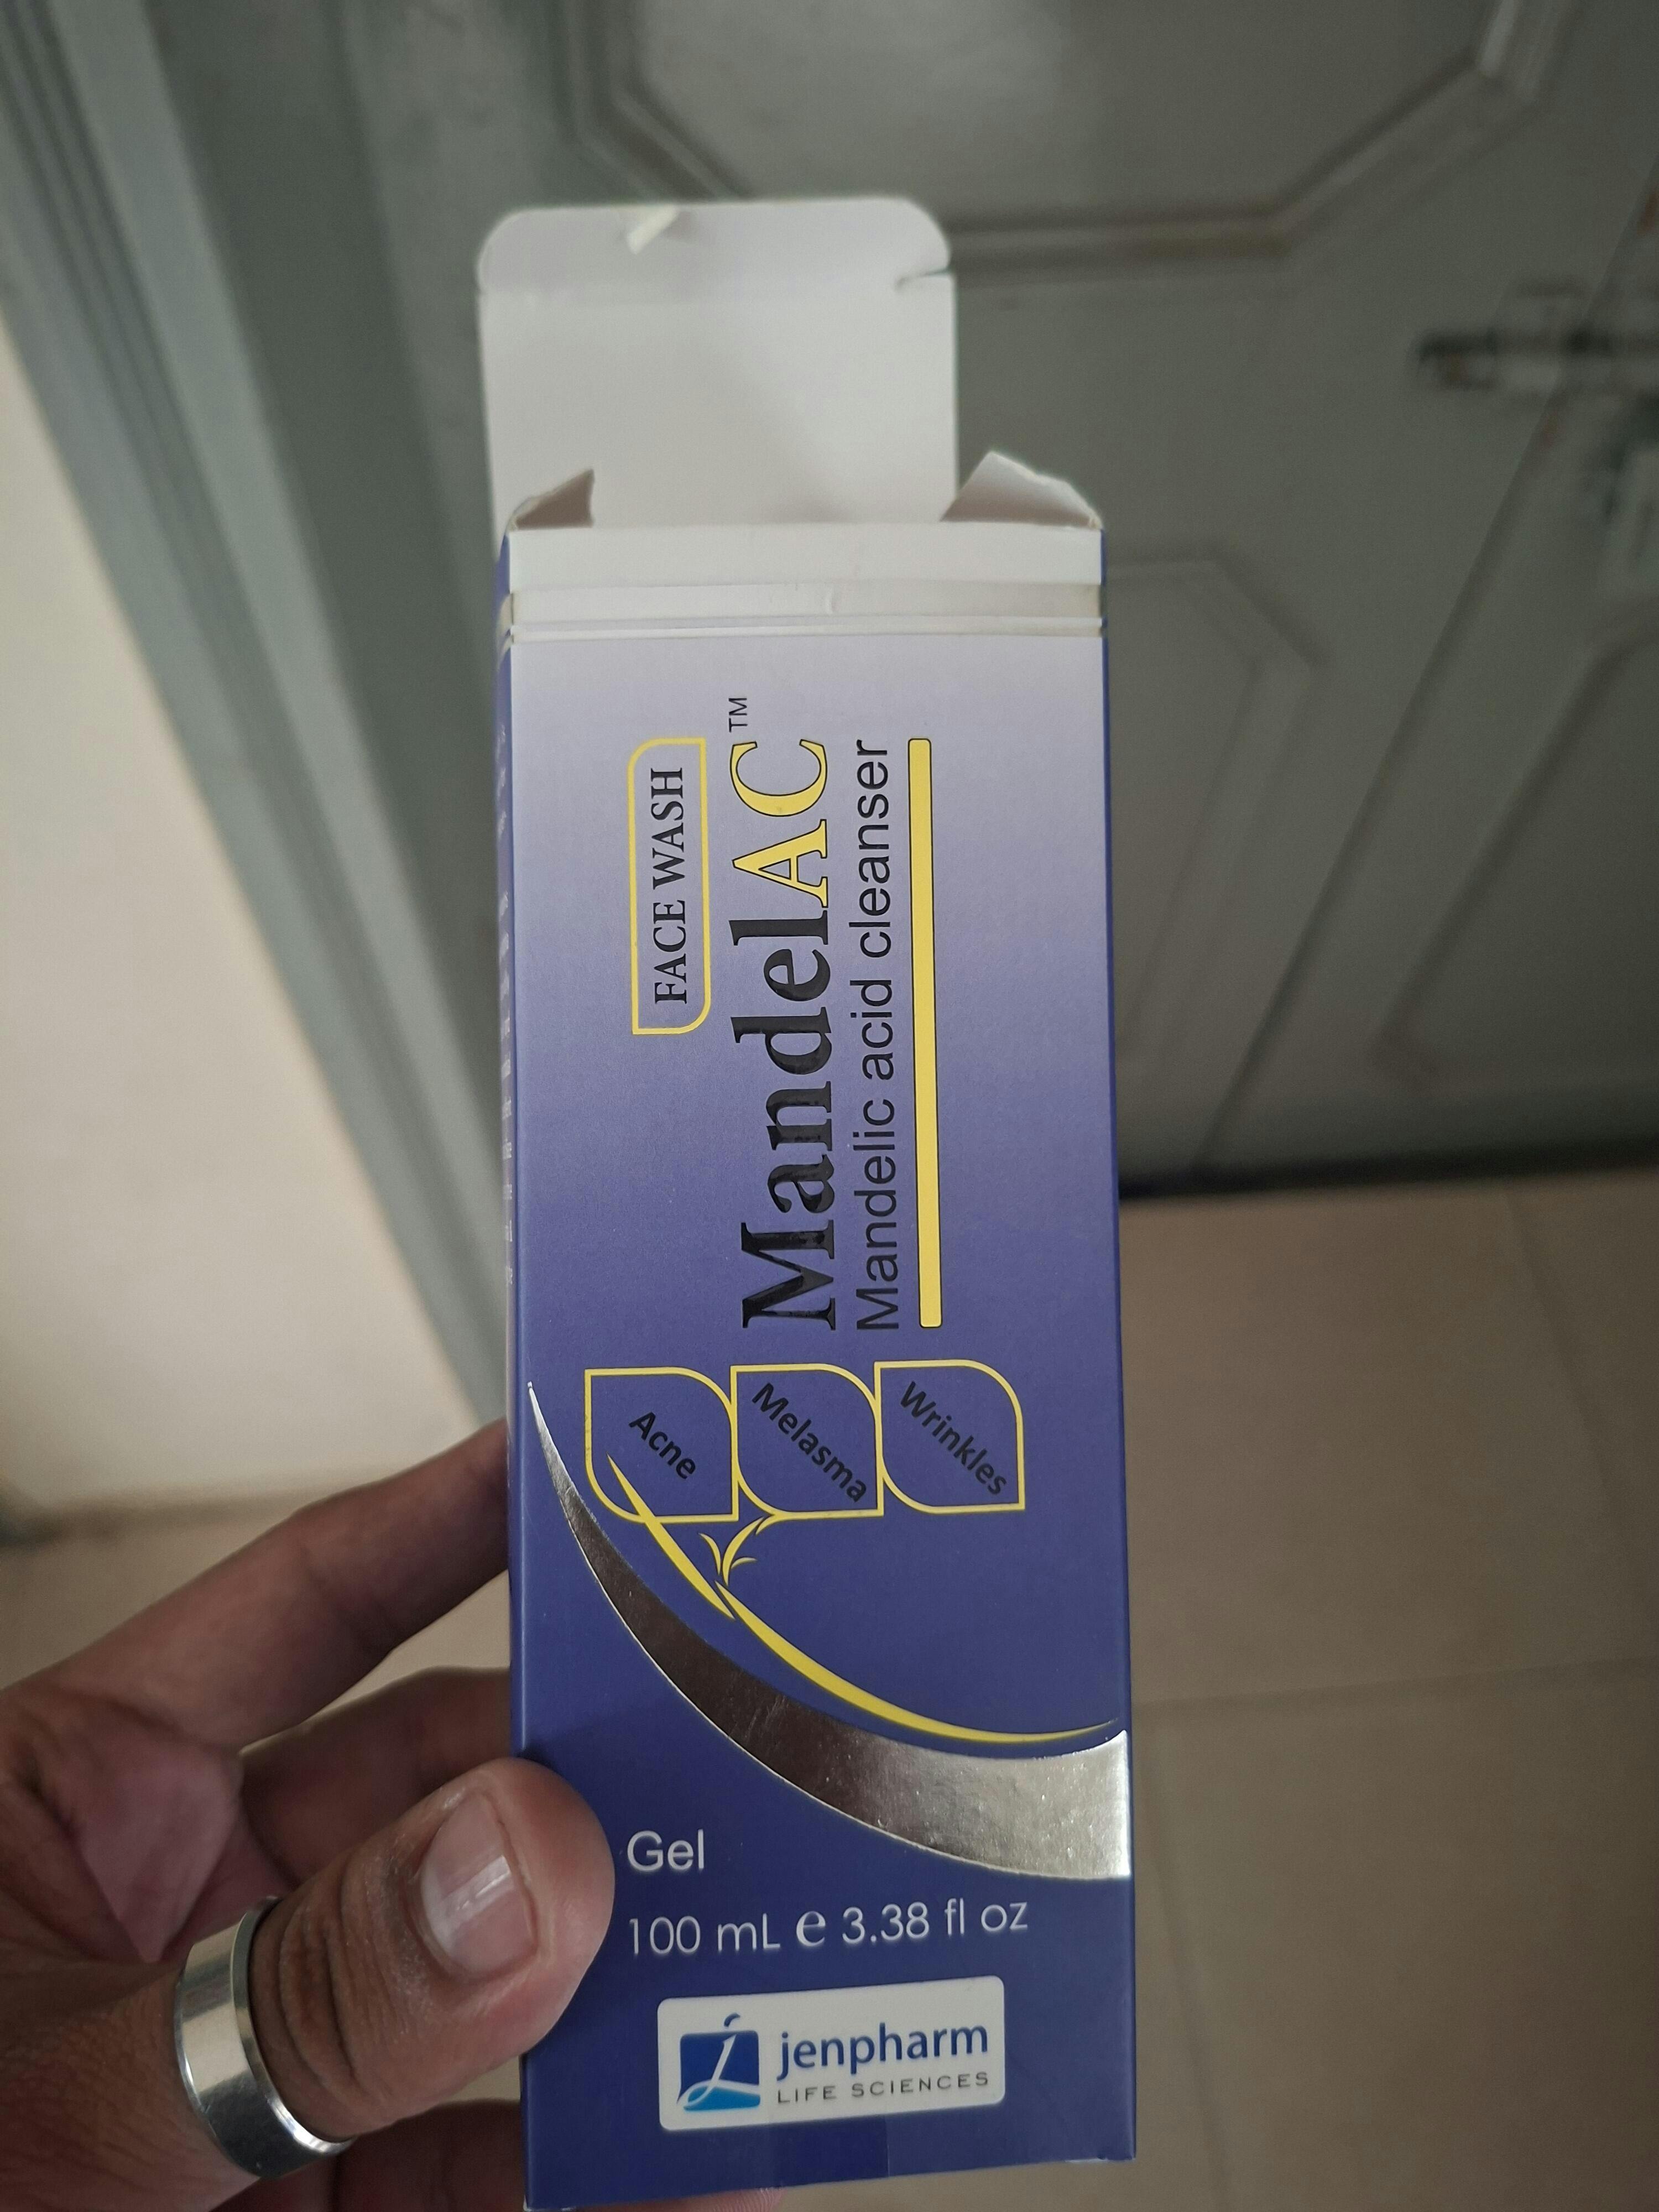 FACE WASH
MandelAC™
Mandelic acid cleanser
Acne
Melasma
Wrinkles
Gel
100 mL e 3.38 fl oz
jenpharm
LIFE SCIENCES